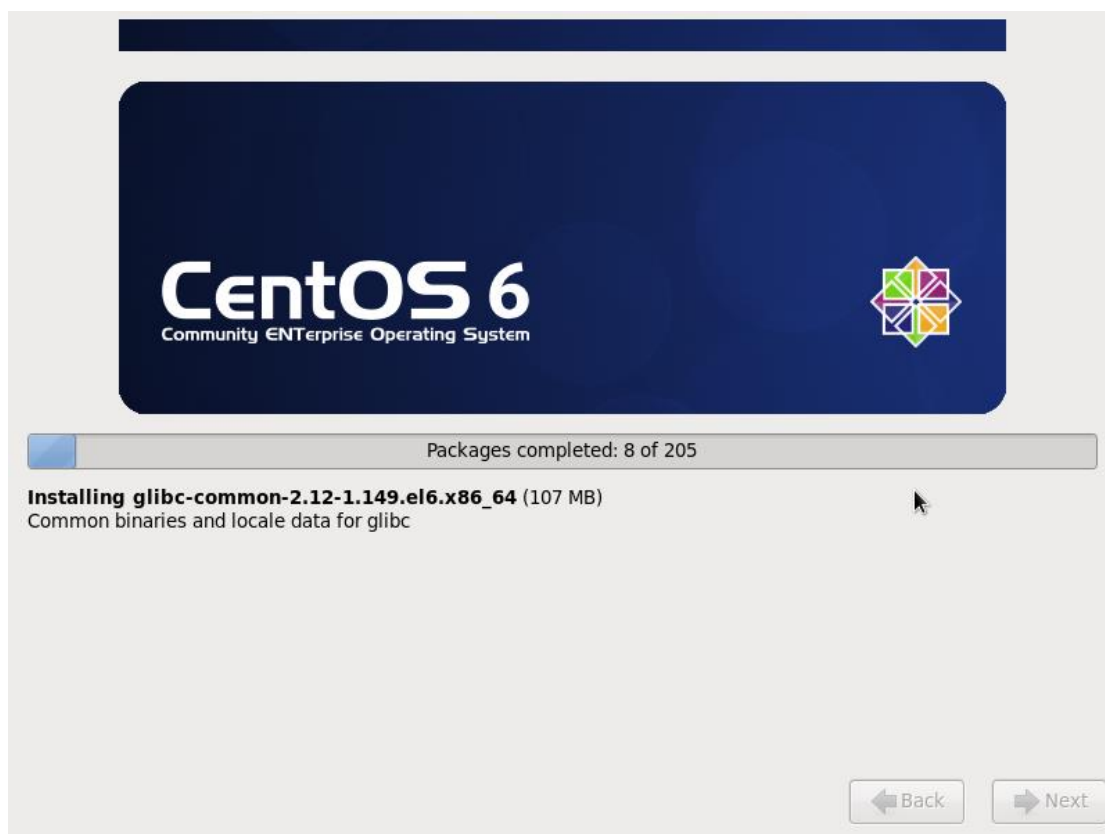 CentOS 6
Community ENTerprise Operating System
Packages completed: 8 of 205
Installing glibc-common-2.12-1.149.el6.x86_64 (107 MB)
Common binaries and locale data for glibc
Back Next